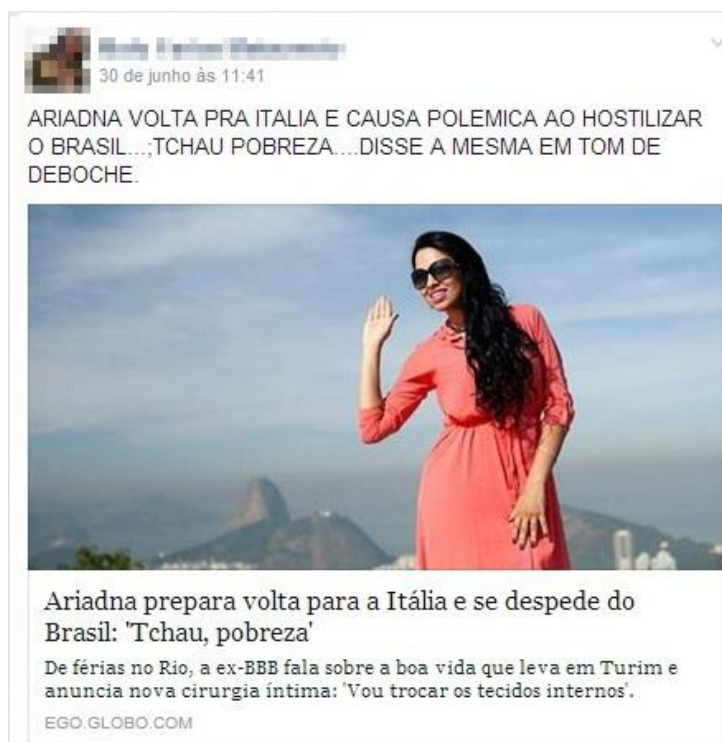 30 de junho às 11:41
ARIADNA VOLTA PRA ITALIA E CAUSA POLEMICA AO HOSTILIZAR
O BRASIL...;TCHAU POBREZA....DISSE A MESMA EM TOM DE
DEBOCHE.
Ariadna prepara volta para a Itália e se despede do
Brasil: 'Tchau, pobreza'
De férias no Rio, a ex-BBB fala sobre a boa vida que leva em Turim e
anuncia nova cirurgia íntima: 'Vou trocar os tecidos internos'.
EGO.GLOBO.COM